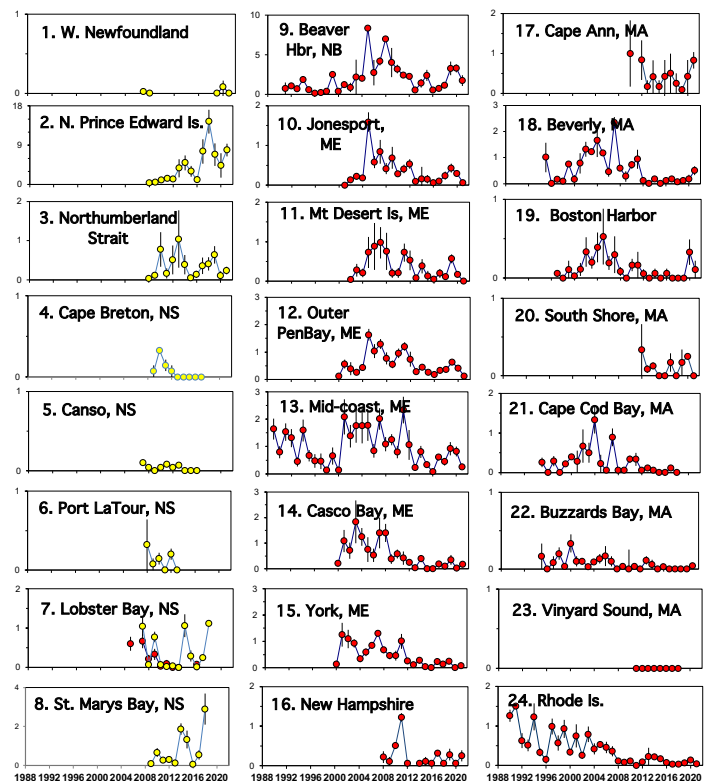 1. W. Newfoundland
1
0
2. N. Prince Edward Is.
18
9
0
3. Northumberland
Strait
2
1
0
4. Cape Breton, NS
1
0
5. Canso, NS
1
0
6. Port LaTour, NS
1
0
7. Lobster Bay, NS
2
1
0
8. St. Marys Bay, NS
4
2
0
1988 1992 1996 2000 2004 2008 2012 2016 2020
9. Beaver
Hbr, NB
10
5
0
10. Jonesport,
ME
2
1
0
11. Mt Desert Is, ME
2
1
0
12. Outer
PenBay, ME
3
2
1
0
13. Mid-coast, ME
3
2
1
0
14. Casco Bay, ME
3
2
1
0
15. York, ME
3
2
1
0
16. New Hampshire
2
1
0
1988 1992 1996 2000 2004 2008 2012 2016 2020
17. Cape Ann, MA
2
1
0
18. Beverly, MA
3
2
1
0
19. Boston Harbor
1
0
20. South Shore, MA
1
0
21. Cape Cod Bay, MA
2
1
0
22. Buzzards Bay, MA
1
0
23. Vinyard Sound, MA
1
0
24. Rhode Is.
2
1
0
1988 1992 1996 2000 2004 2008 2012 2016 2020